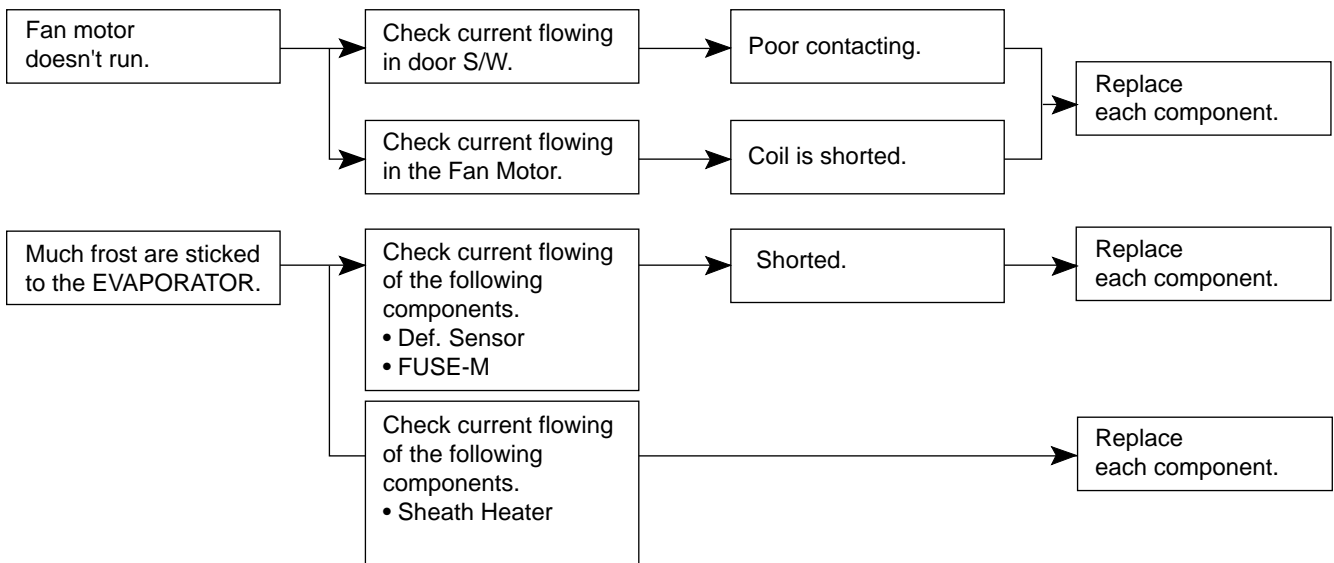 Fan motor
doesn't run.
Check current flowing
in door S/W.
Poor contacting.
Replace
each component.
Check current flowing
in the Fan Motor.
Coil is shorted.
Much frost are sticked
to the EVAPORATOR.
Check current flowing
of the following
components.
• Def. Sensor
• FUSE-M
Shorted.
Replace
each component.
Check current flowing
of the following
components.
• Sheath Heater
Replace
each component.